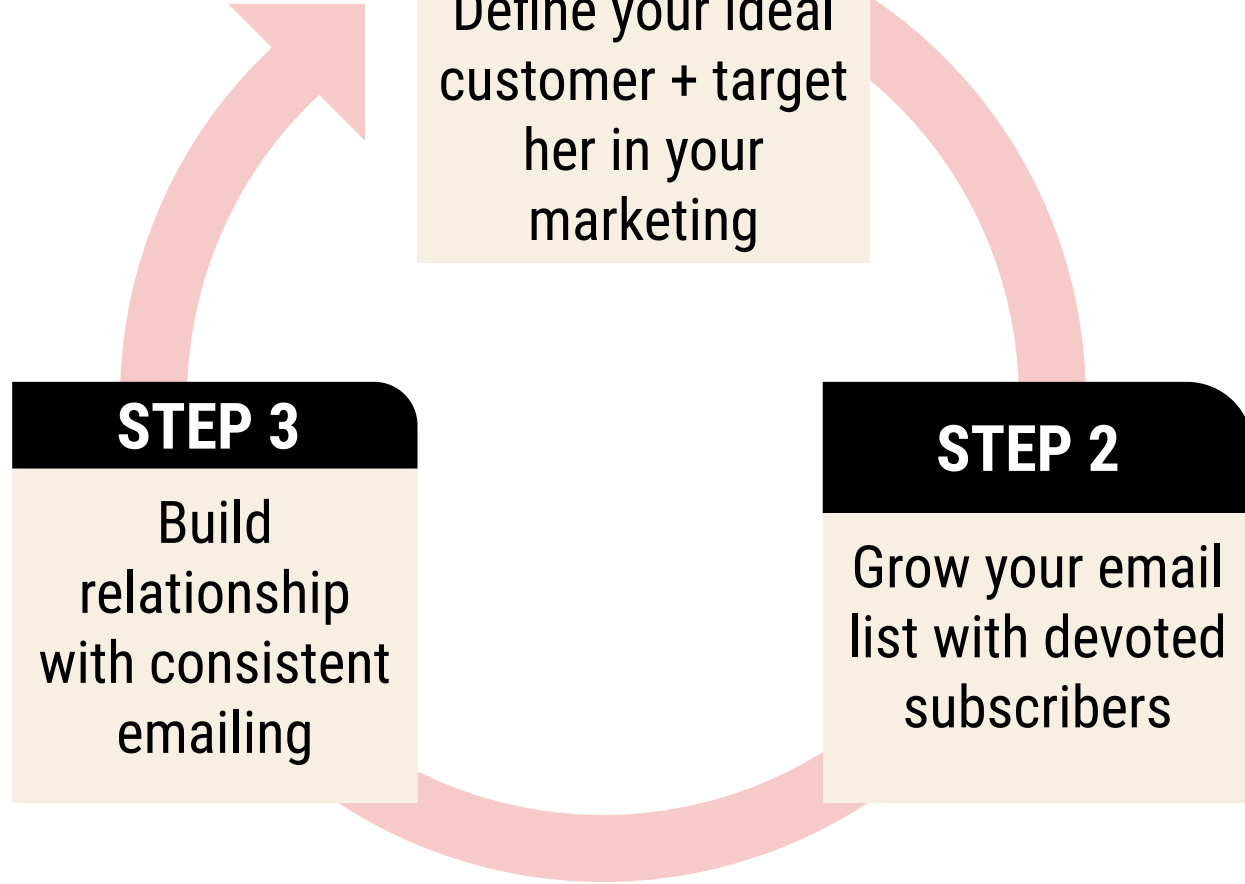 Define your ideal
customer + target
her in your
marketing
STEP 3
Build
relationship
with consistent
emailing
STEP 2
Grow your email
list with devoted
subscribers